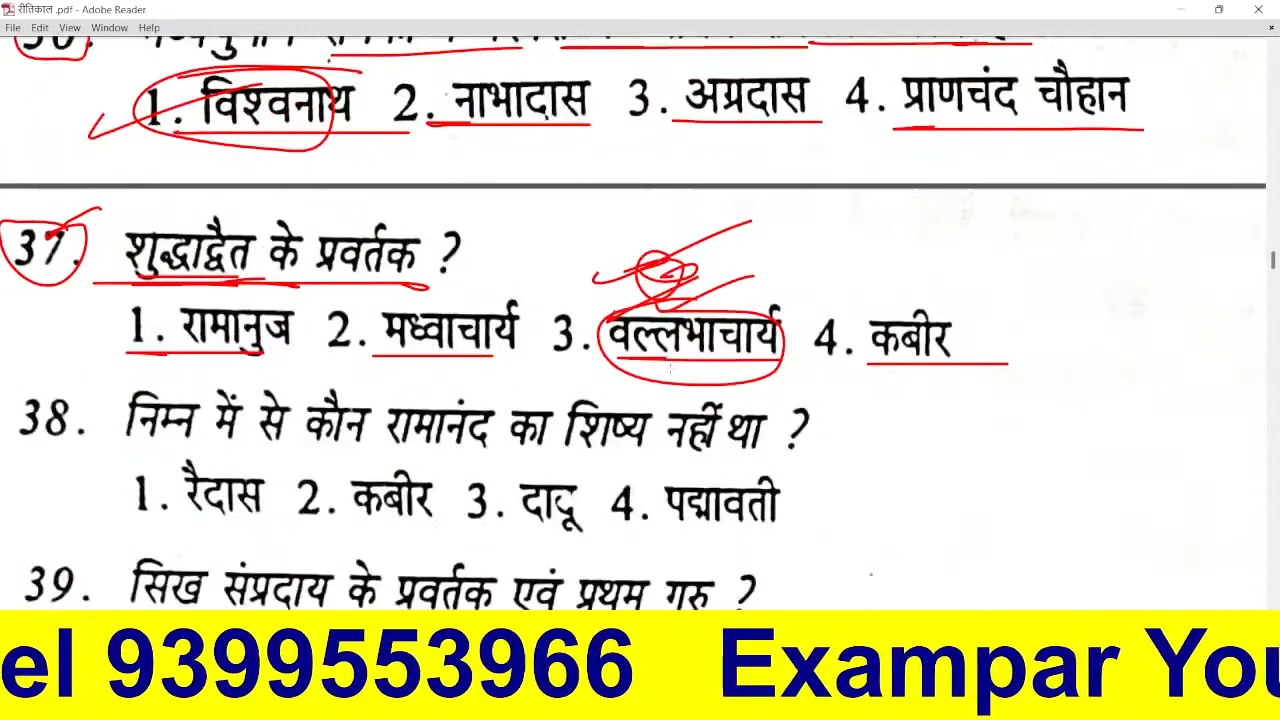 रीतिकाल .pdf - Adobe Reader
File Edit View Window Help
1. विश्वनाथ 2. नाभादास 3. अग्रदास 4. प्राणचंद चौहान
37. शुद्धाद्वैत के प्रवर्तक ?
1. रामानुज 2. मध्वाचार्य 3. वल्लभाचार्य 4. कबीर
38. निम्न में से कौन रामानंद का शिष्य नहीं था ?
1. रैदास 2. कबीर 3. दादू 4. पद्मावती
39. सिख संप्रदाय के प्रवर्तक एवं प्रथम गुरु ?
el 9399553966 Exampar You